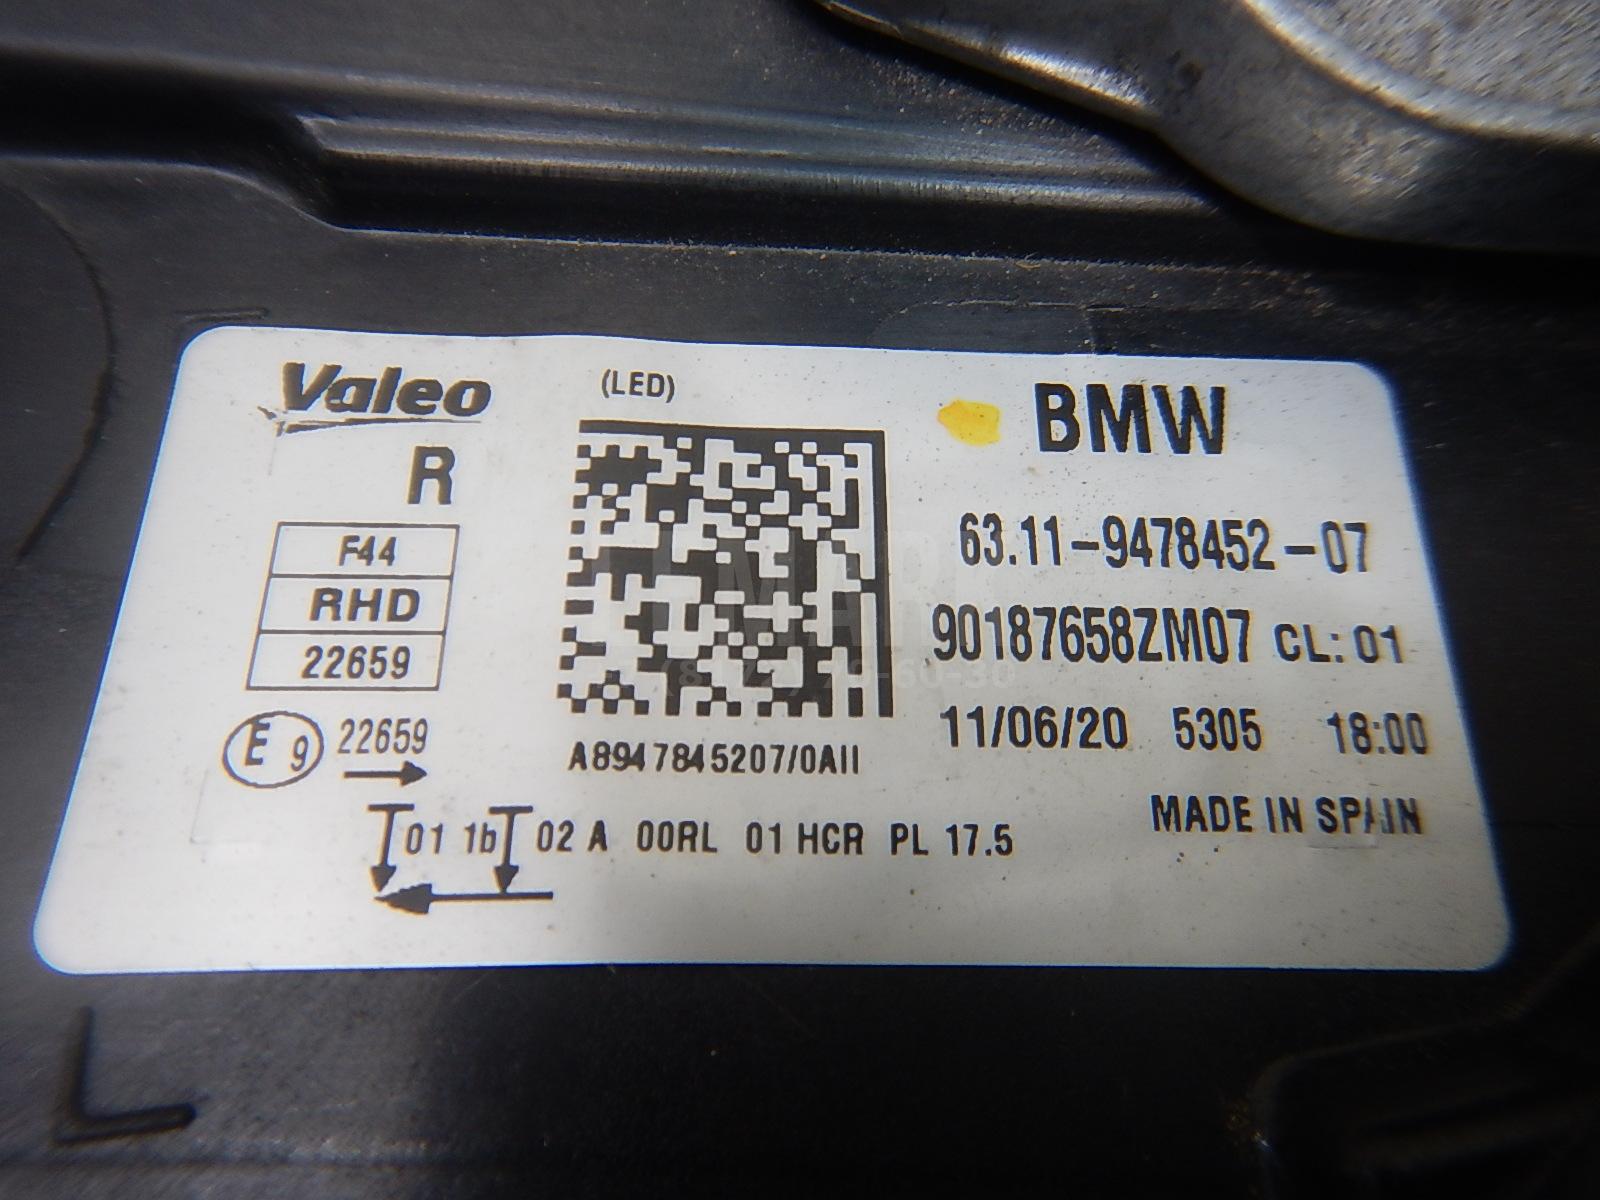 Valeo
(LED)
BMW
R
F44
RHD
22659
E 9 22659
63.11-9478452-07
90187658ZM07 CL: 01
11/06/20 5305 18:00
A8947845207/0AII
MADE IN SPAIN
01 1b 02 A 00RL 01 HCR PL 17.5